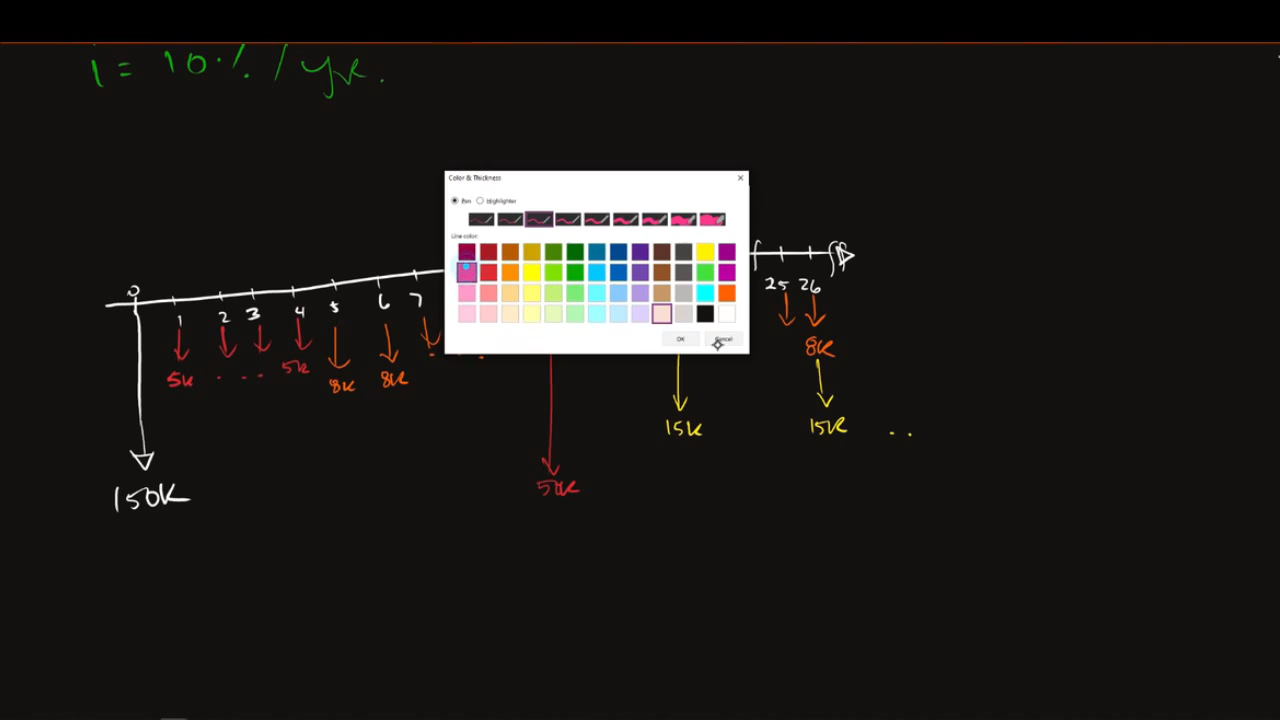 i = 10% / yr.
Color & Thickness
Pen Highlighter
Line color:
OK Cancel
0 1 2 3 4 5 6 7 25 26
5K . . . 5K 8K 8K . . 8K
150K 50K 15K 15K . .